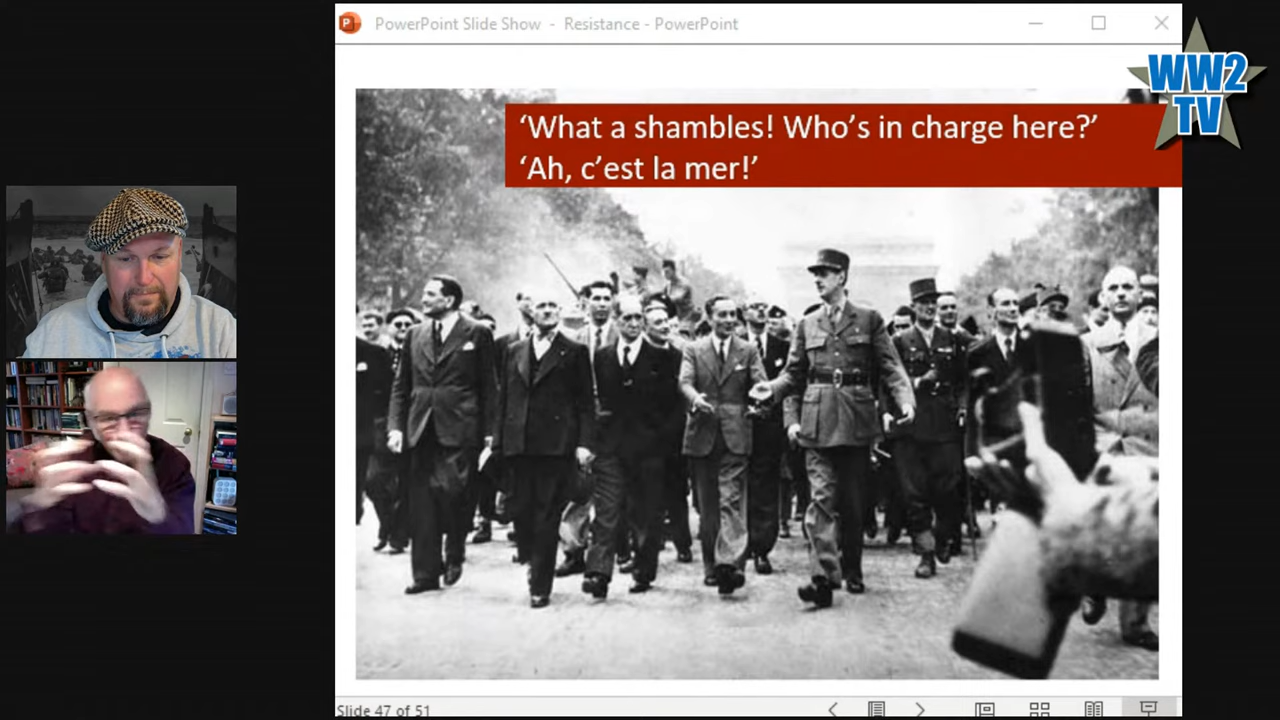 PowerPoint Slide Show - Resistance - PowerPoint
WW2
TV
‘What a shambles! Who’s in charge here?’
‘Ah, c’est la mer!’
Slide 47 of 51